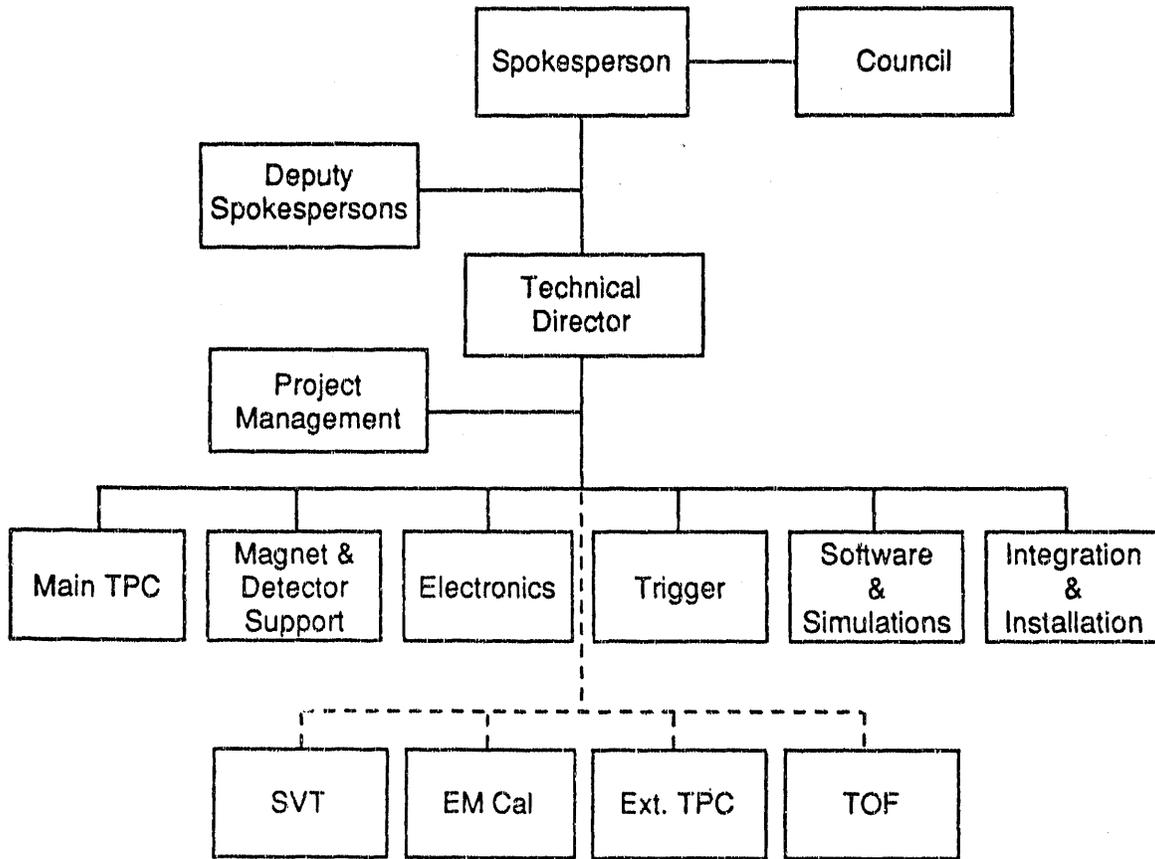 Spokesperson
Council
Deputy
Spokespersons
Technical
Director
Project
Management
Main TPC
Magnet &
Detector
Support
Electronics
Trigger
Software
&
Simulations
Integration
&
Installation
SVT
EM Cal
Ext. TPC
TOF